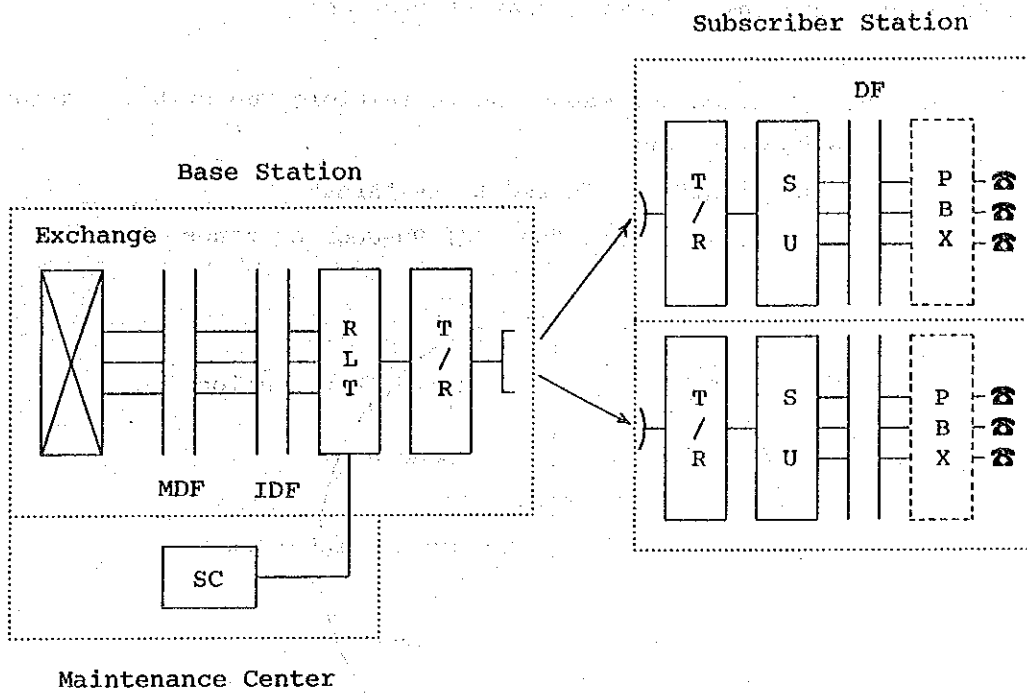 Subscriber Station
DF
T / R
S U
P B X
Base Station
Exchange
R L T
T / R
MDF
IDF
T / R
S U
P B X
SC
Maintenance Center